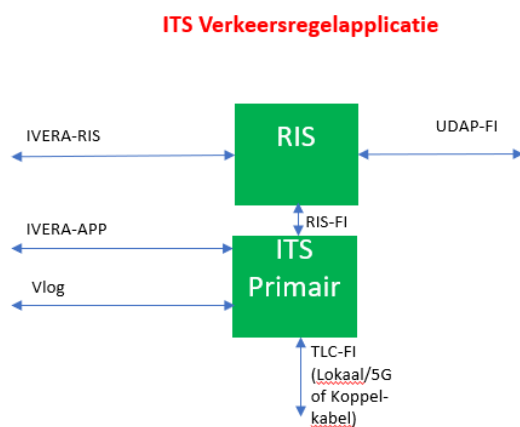 ITS Verkeersregelapplicatie
RIS
IVERA-RIS
UDAP-FI
RIS-FI
IVERA-APP
ITS
Primair
Vlog
TLC-FI
(Lokaal/5G
of Koppel-
kabel)